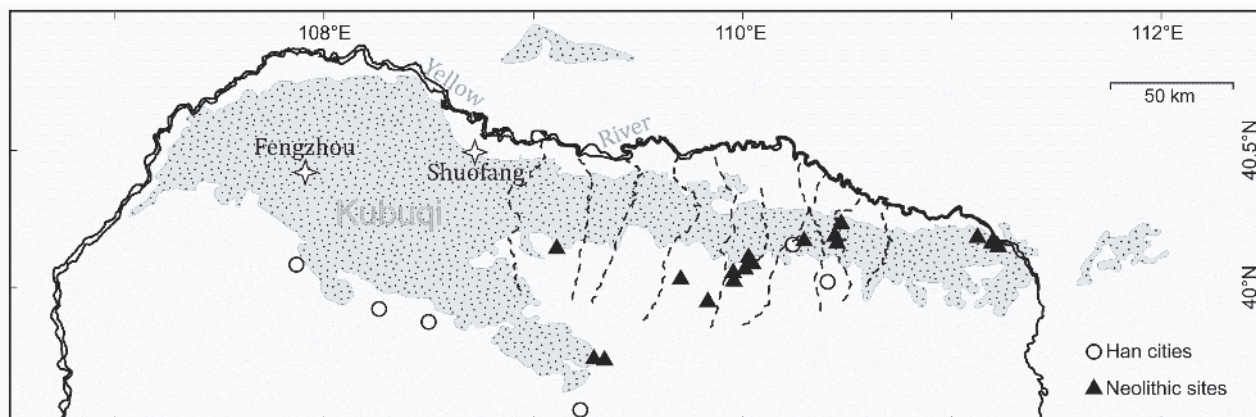 108°E
110°E
112°E
Yellow
River
50 km
40.5°N
Fengzhou
Shuofang
Kubuqi
40°N
Han cities
Neolithic sites